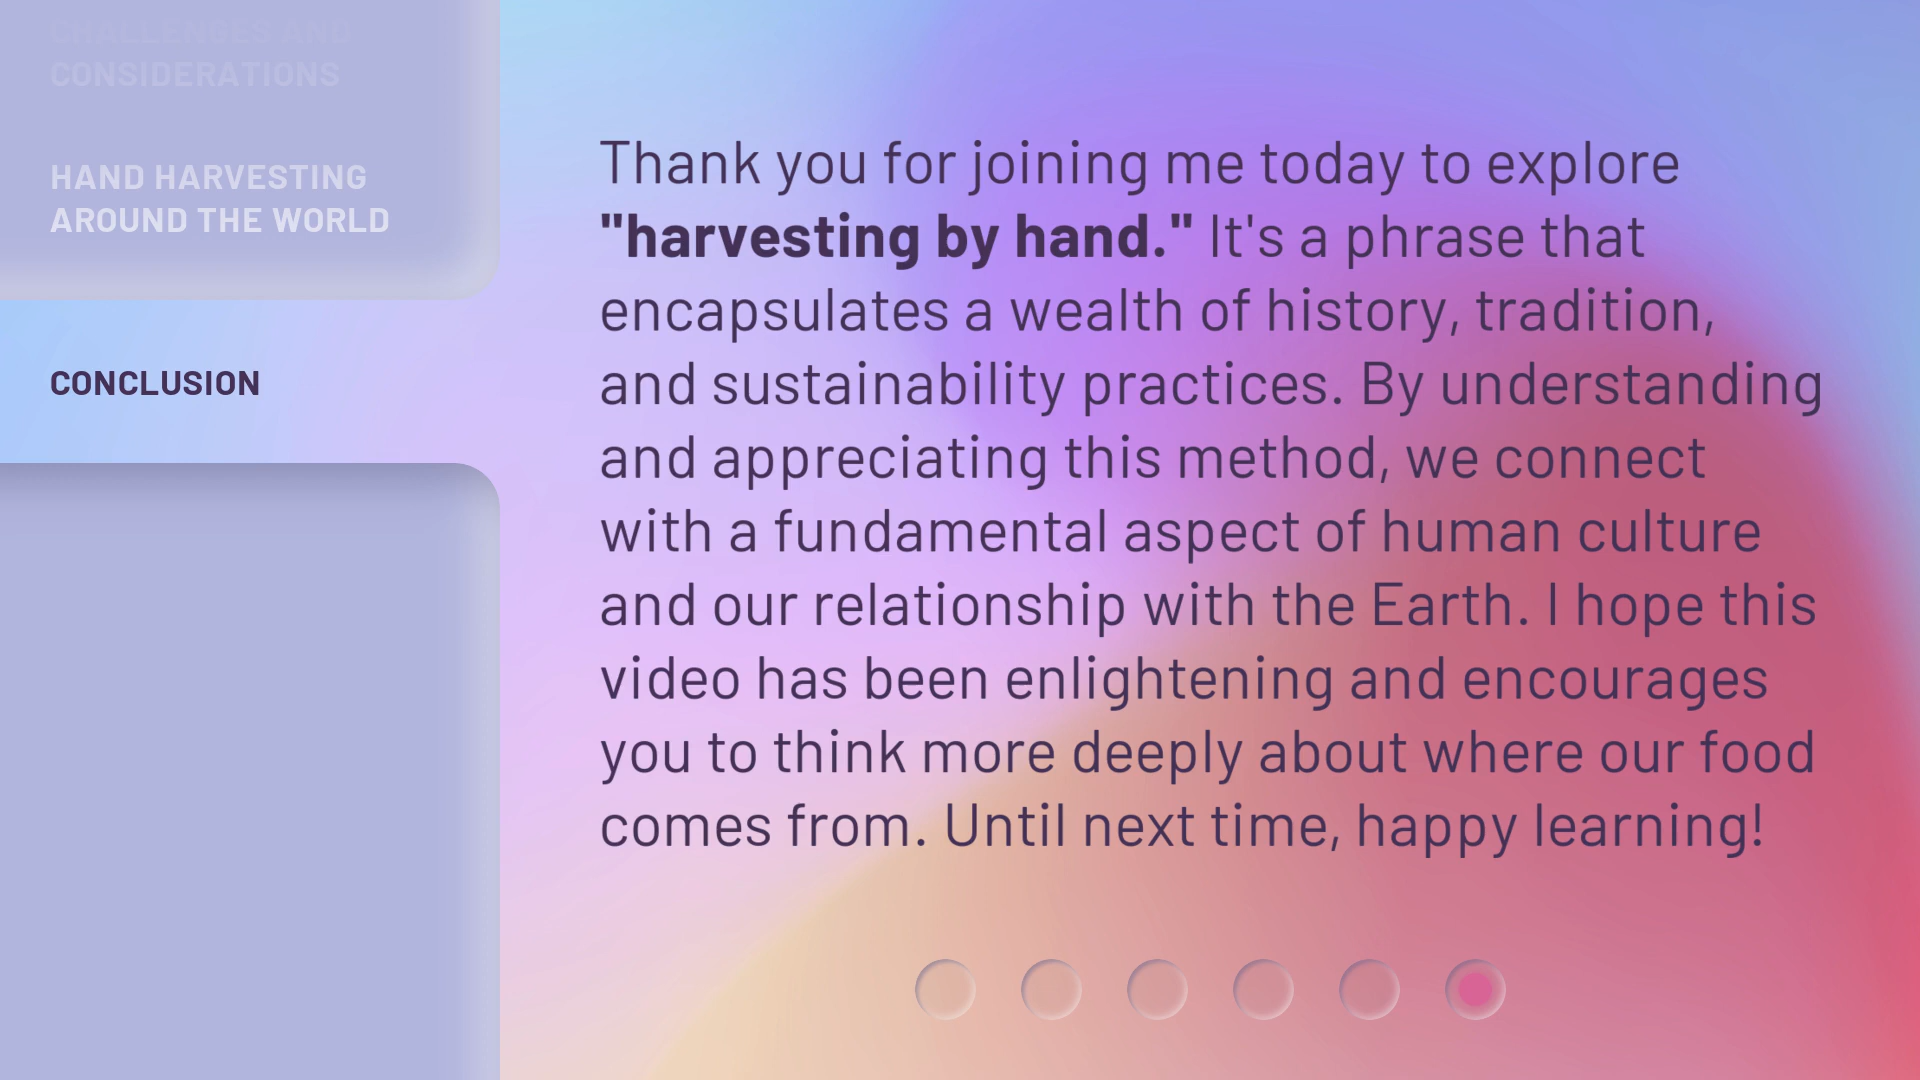 CHALLENGES AND
CONSIDERATIONS
HAND HARVESTING
AROUND THE WORLD
CONCLUSION
Thank you for joining me today to explore
"harvesting by hand." It's a phrase that
encapsulates a wealth of history, tradition,
and sustainability practices. By understanding
and appreciating this method, we connect
with a fundamental aspect of human culture
and our relationship with the Earth. I hope this
video has been enlightening and encourages
you to think more deeply about where our food
comes from. Until next time, happy learning!